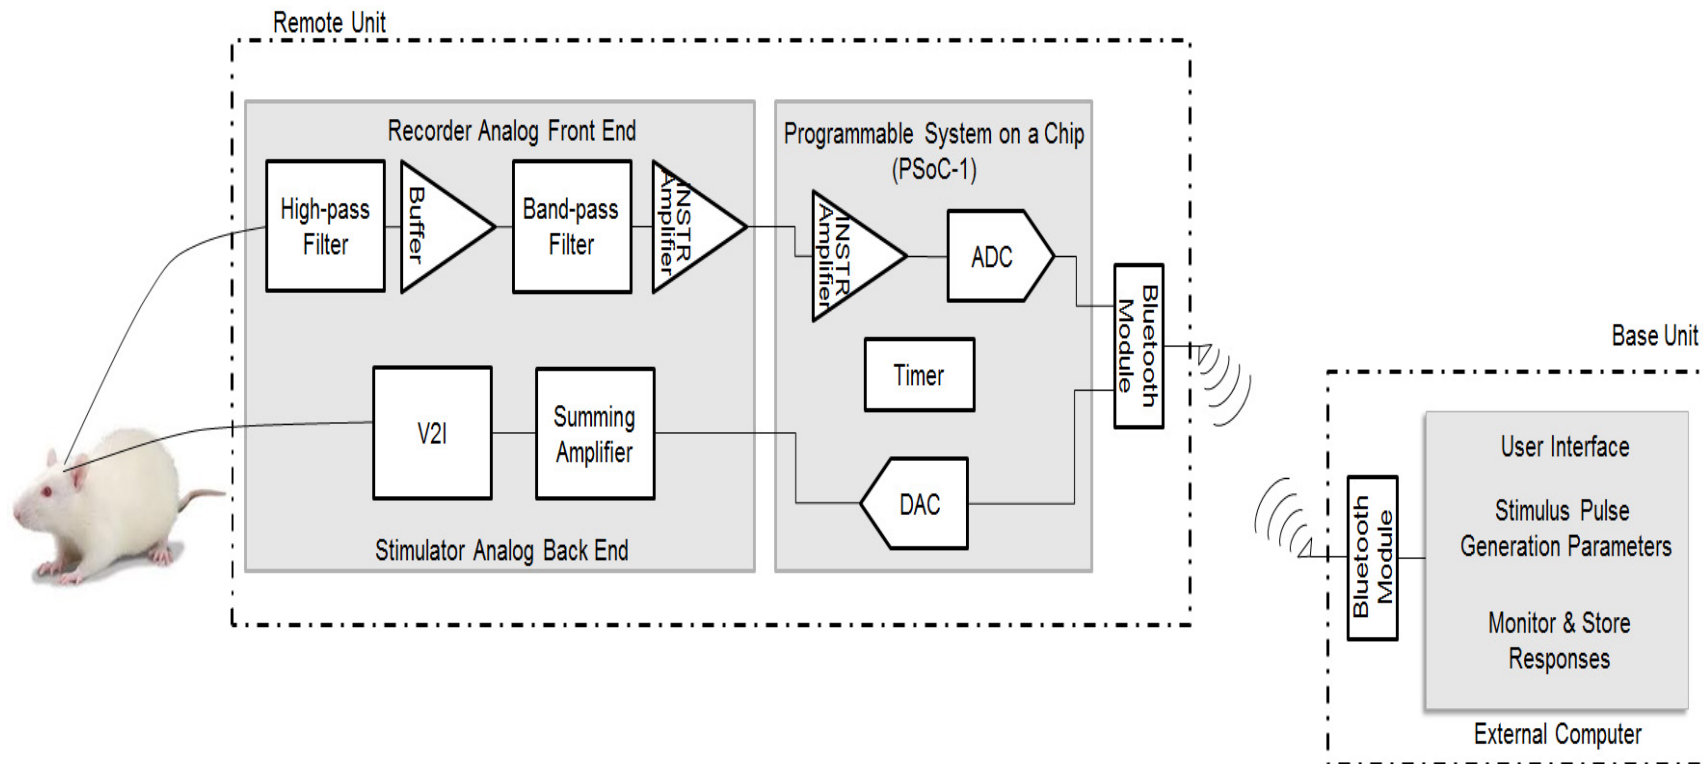 Remote Unit
Recorder Analog Front End
High-pass
Filter
Buffer
Band-pass
Filter
INSTR
Amplifier
Programmable System on a Chip
(PSoC-1)
INSTR
Amplifier
ADC
Timer
DAC
Bluetooth
Module
V2I
Summing
Amplifier
Stimulator Analog Back End
Base Unit
Bluetooth
Module
User Interface
Stimulus Pulse
Generation Parameters
Monitor & Store
Responses
External Computer